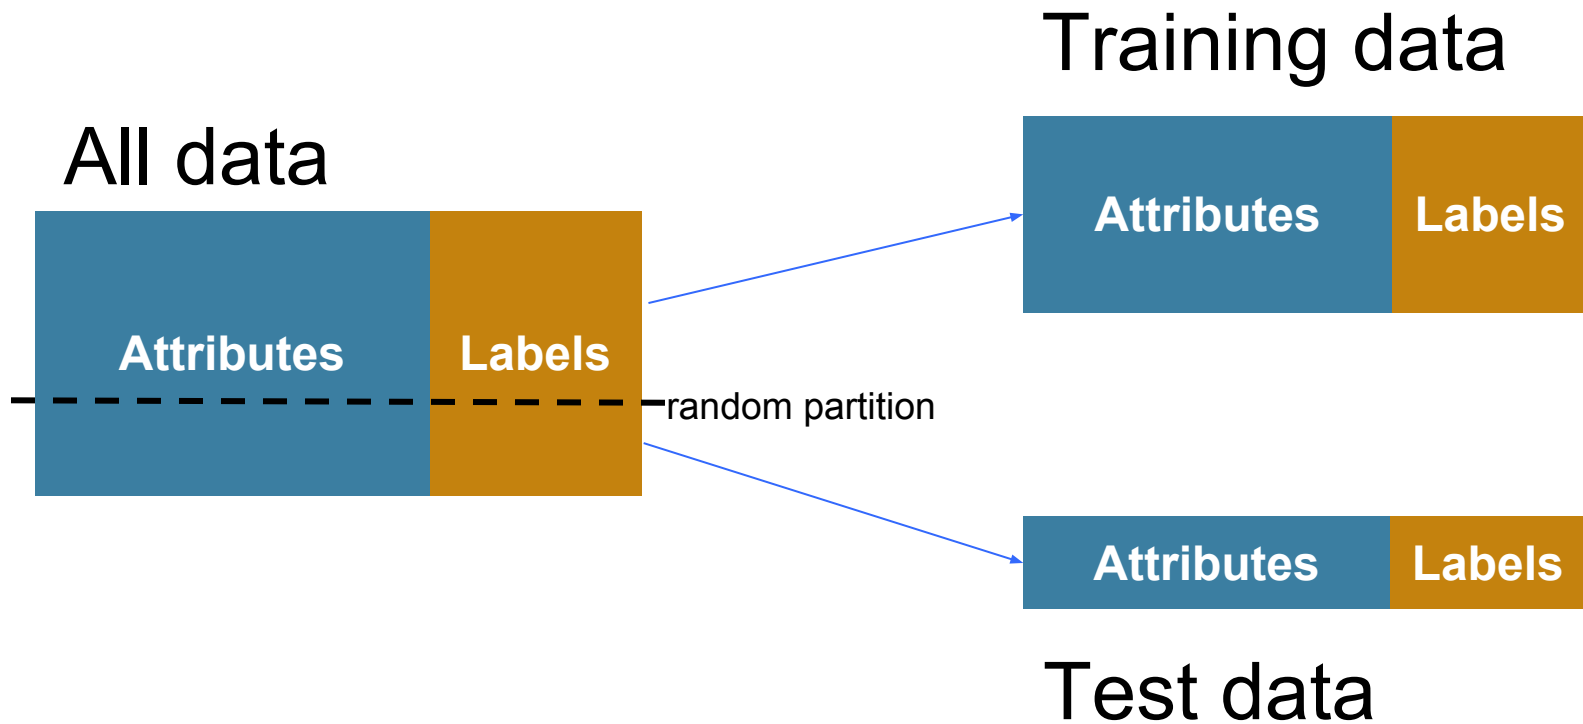 Training data
All data
Attributes Labels
Attributes Labels
random partition
Attributes Labels
Test data